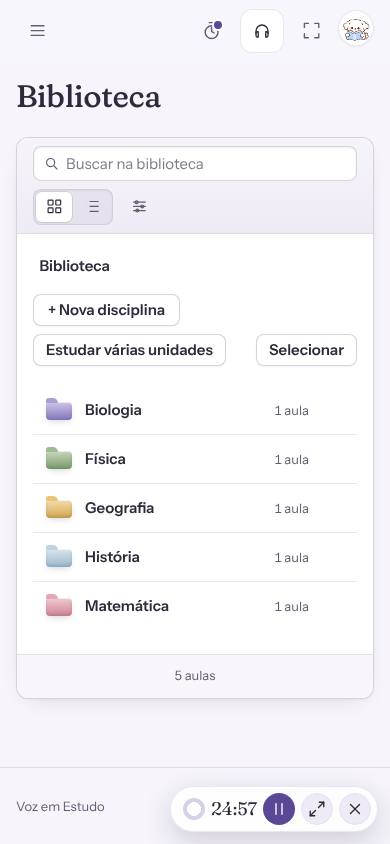 Biblioteca
Buscar na biblioteca
Biblioteca
+ Nova disciplina
Estudar várias unidades
Selecionar
Biologia 1 aula
Física 1 aula
Geografia 1 aula
História 1 aula
Matemática 1 aula
5 aulas
Voz em Estudo
24:57